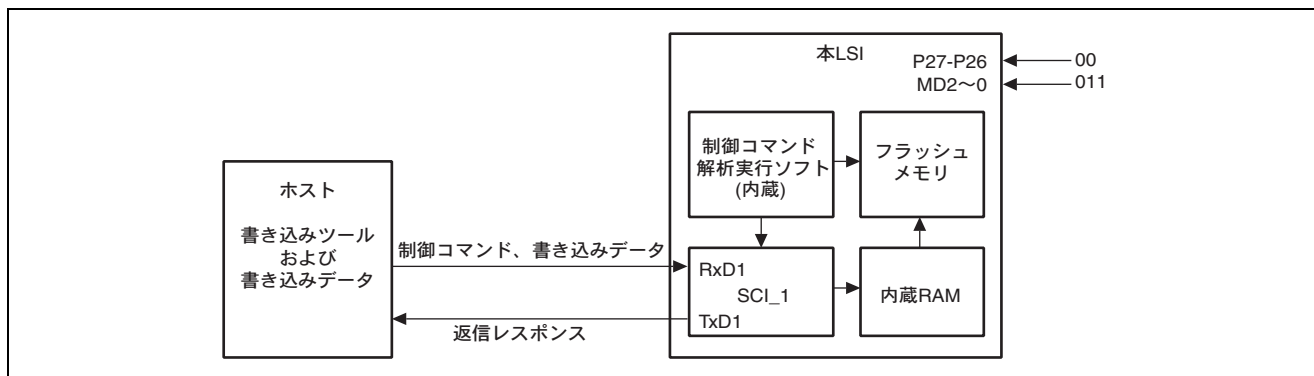 本LSI
P27-P26
00
MD2～0
011
制御コマンド
解析実行ソフト
(内蔵)
フラッシュ
メモリ
ホスト
書き込みツール
および
書き込みデータ
制御コマンド、書き込みデータ
RxD1
SCI_1
TxD1
内蔵RAM
返信レスポンス